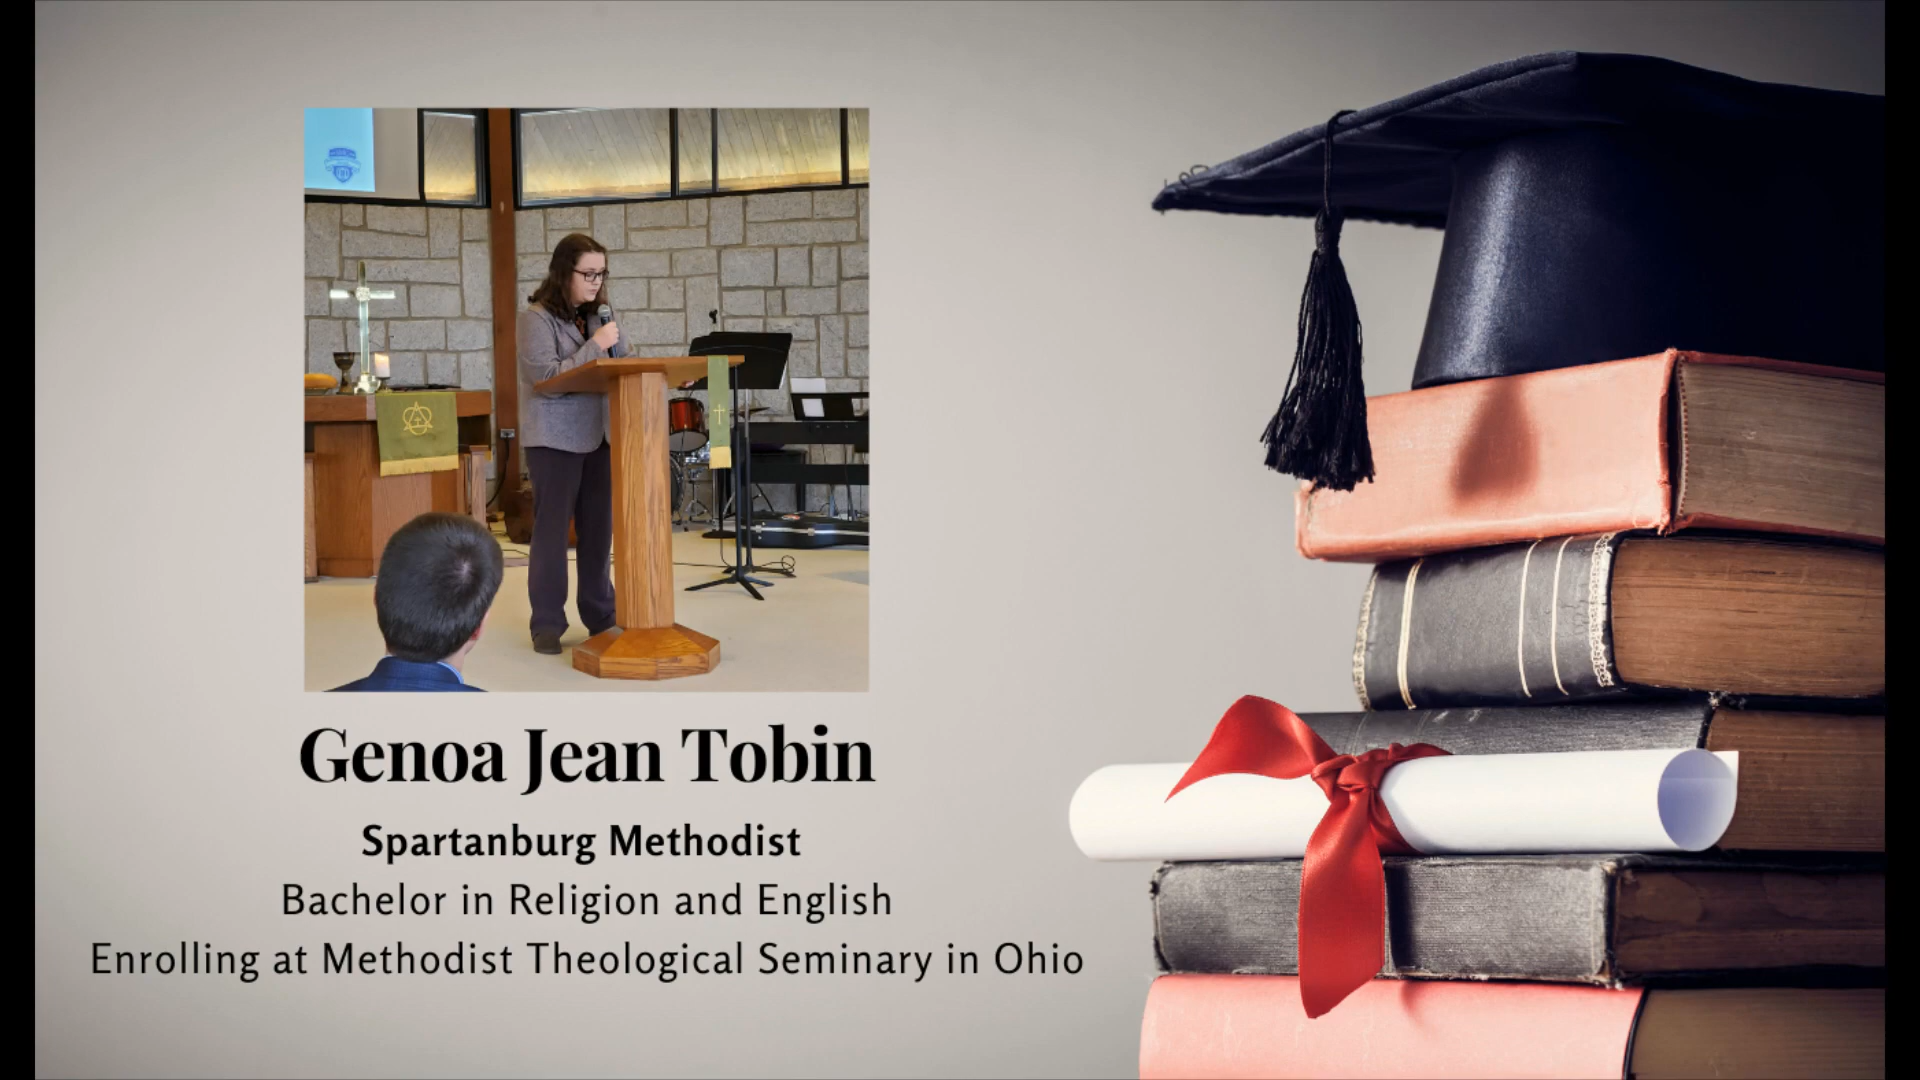 Genoa Jean Tobin
Spartanburg Methodist
Bachelor in Religion and English
Enrolling at Methodist Theological Seminary in Ohio